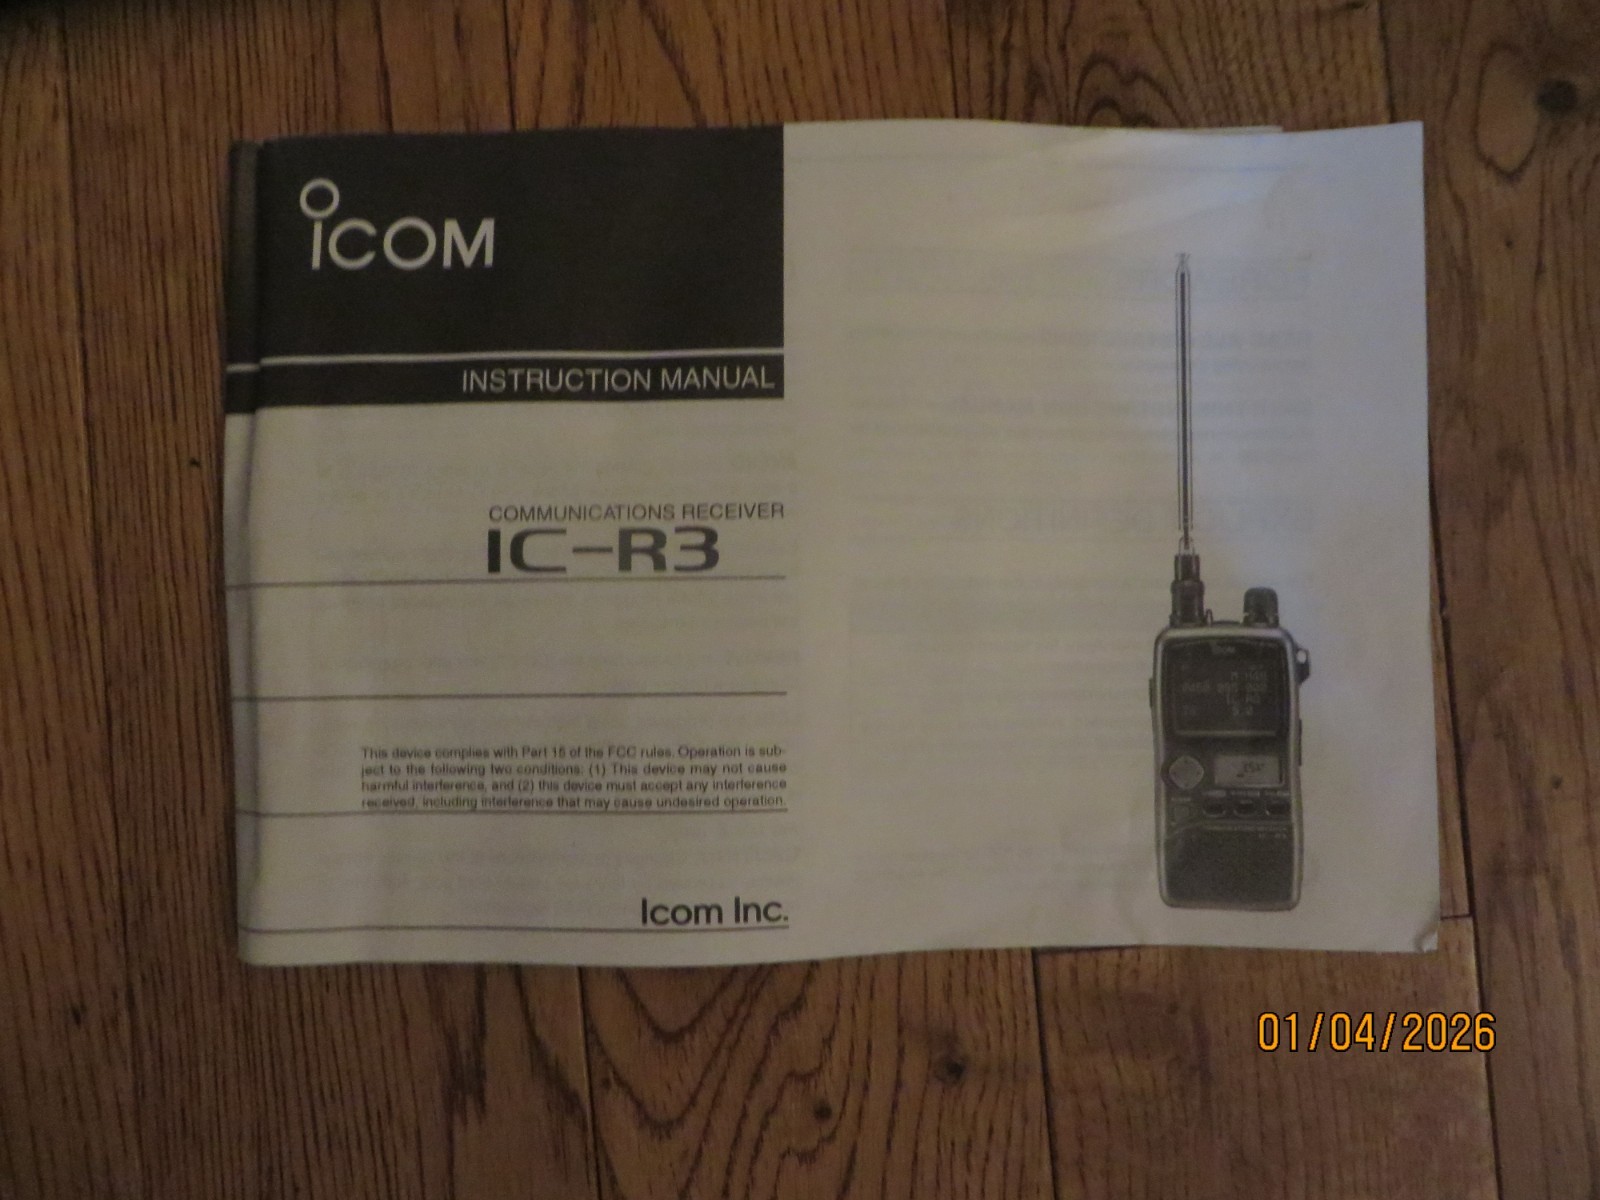 ICOM
INSTRUCTION MANUAL
COMMUNICATIONS RECEIVER
IC-R3
This device complies with Part 15 of the FCC rules. Operation is sub-
ject to the following two conditions: (1) This device may not cause
harmful interference, and (2) this device must accept any interference
received, including interference that may cause undesired operation.
Icom Inc.
01/04/2026